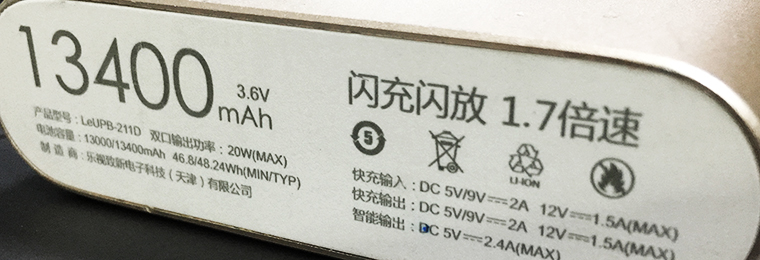 13400mAh 3.6V
产品型号：LeUPB-211D 双口输出功率：20W(MAX)
电池容量：13000/13400mAh 46.8/48.24Wh(MIN/TYP)
制 造 商：乐视致新电子科技（天津）有限公司
闪充闪放 1.7倍速
5
LI-ION
快充输入：DC 5V/9V⎓2A 12V⎓1.5A(MAX)
快充输出：DC 5V/9V⎓2A 12V⎓1.5A(MAX)
智能输出：DC 5V⎓2.4A(MAX)